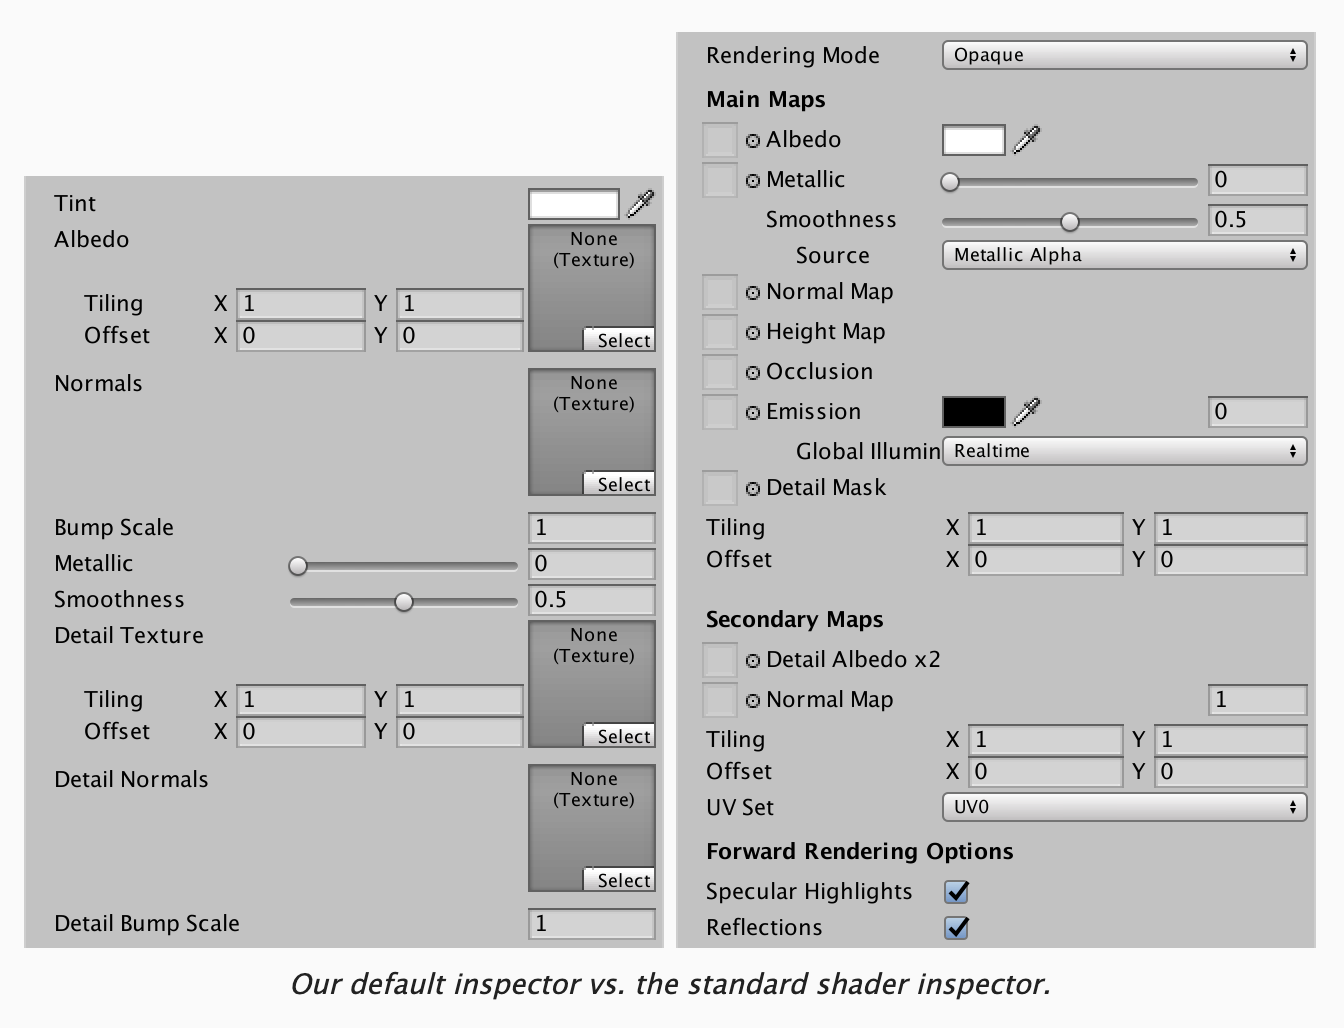 Tint
Albedo
None
(Texture)
Tiling X 1 Y 1
Offset X 0 Y 0
Select
Normals
None
(Texture)
Select
Bump Scale 1
Metallic 0
Smoothness 0.5
Detail Texture
None
(Texture)
Tiling X 1 Y 1
Offset X 0 Y 0
Select
Detail Normals
None
(Texture)
Select
Detail Bump Scale 1
Rendering Mode Opaque
Main Maps
Albedo
Metallic 0
Smoothness 0.5
Source Metallic Alpha
Normal Map
Height Map
Occlusion
Emission 0
Global Illumin Realtime
Detail Mask
Tiling X 1 Y 1
Offset X 0 Y 0
Secondary Maps
Detail Albedo x2
Normal Map 1
Tiling X 1 Y 1
Offset X 0 Y 0
UV Set UV0
Forward Rendering Options
Specular Highlights
Reflections
Our default inspector vs. the standard shader inspector.